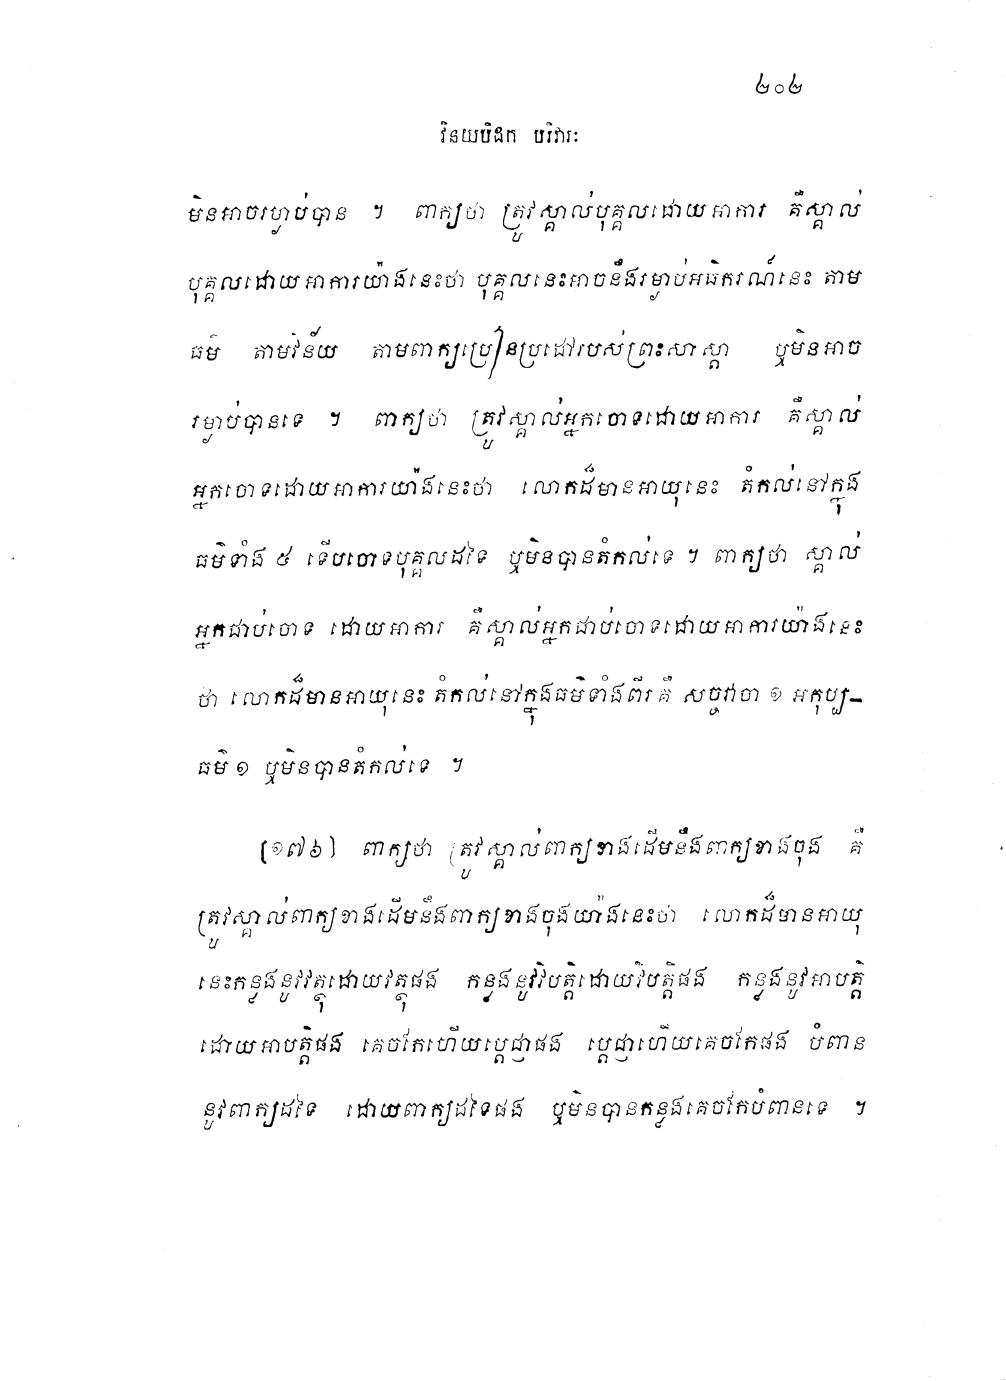 ២០២
វិនយបិដក បរិវារៈ
មិនអាចរម្ងាប់បាន ។ ពាក្យថា ត្រូវស្គាល់បុគ្គលដោយអាការ គឺស្គាល់
បុគ្គលដោយអាការយ៉ាងនេះថា បុគ្គលនេះអាចនឹងរម្ងាប់អធិករណ៍នេះ តាម
ធម៌ តាមវិន័យ តាមពាក្យប្រៀនប្រដៅរបស់ព្រះសាស្តា ឬមិនអាច
រម្ងាប់បានទេ ។ ពាក្យថា ត្រូវស្គាល់អ្នកចោទដោយអាការ គឺស្គាល់
អ្នកចោទដោយអាការយ៉ាងនេះថា លោកដ៏មានអាយុនេះ តំកល់នៅក្នុង
ធម៌ទាំង ៥ ទើបចោទបុគ្គលដទៃ ឬមិនបានតំកល់ទេ ។ ពាក្យថា ស្គាល់
អ្នកជាប់ចោទ ដោយអាការ គឺស្គាល់អ្នកជាប់ចោទដោយអាការយ៉ាងនេះ
ថា លោកដ៏មានអាយុនេះ តំកល់នៅក្នុងធម៌ទាំងពីរគឺ សច្ចវាចា ១ អកុប្ប-
ធម៌ ១ ឬមិនបានតំកល់ទេ ។
(១៧៦) ពាក្យថា ត្រូវស្គាល់ពាក្យខាងដើមនឹងពាក្យខាងចុង គឺ
ត្រូវស្គាល់ពាក្យខាងដើមនឹងពាក្យខាងចុងយ៉ាងនេះថា លោកដ៏មានអាយុ
នេះកន្លងនូវវត្ថុដោយវត្ថុផង កន្លងនូវវិបត្តិដោយវិបត្តិផង កន្លងនូវអាបត្តិ
ដោយអាបត្តិផង គេចកែហើយប្តេជ្ញាផង ប្តេជ្ញាហើយគេចកែផង បំពាន
នូវពាក្យដទៃ ដោយពាក្យដទៃផង ឬមិនបានកន្លងគេចកែបំពានទេ ។